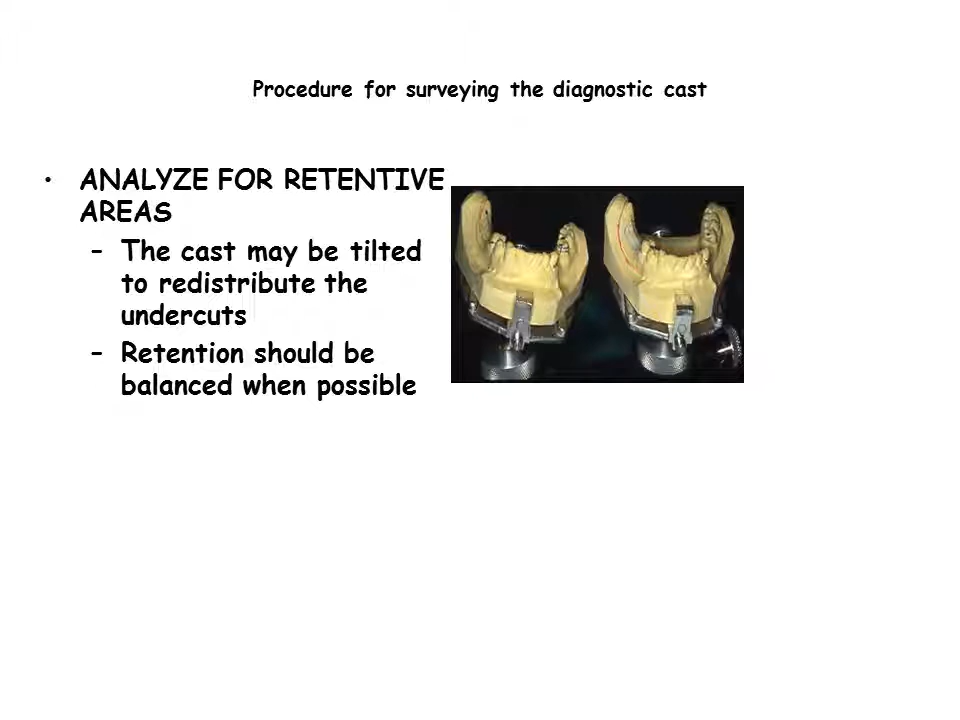 Procedure for surveying the diagnostic cast
• ANALYZE FOR RETENTIVE
AREAS
– The cast may be tilted
to redistribute the
undercuts
– Retention should be
balanced when possible